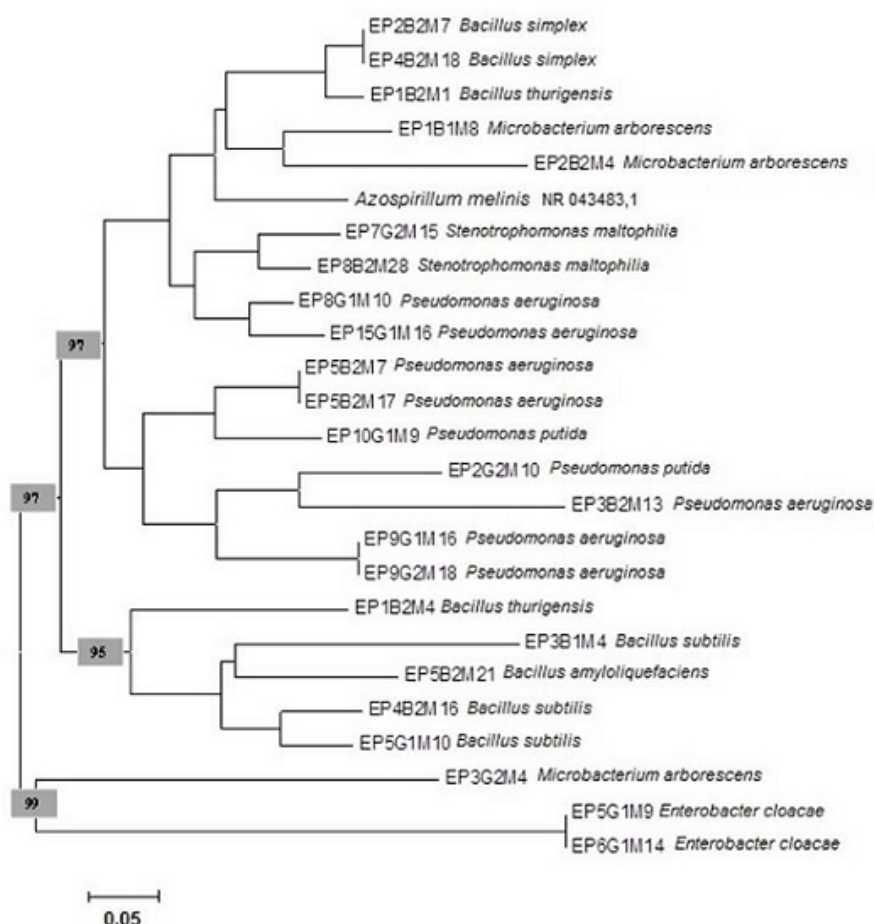 EP2B2M7 Bacillus simplex
EP4B2M18 Bacillus simplex
EP1B2M1 Bacillus thurigensis
EP1B1M8 Microbacterium arborescens
EP2B2M4 Microbacterium arborescens
Azospirillum melinis NR 043483,1
EP7G2M15 Stenotrophomonas maltophilia
EP8B2M28 Stenotrophomonas maltophilia
EP8G1M10 Pseudomonas aeruginosa
EP15G1M16 Pseudomonas aeruginosa
97
EP5B2M7 Pseudomonas aeruginosa
EP5B2M17 Pseudomonas aeruginosa
EP10G1M9 Pseudomonas putida
EP2G2M10 Pseudomonas putida
97
EP3B2M13 Pseudomonas aeruginosa
EP9G1M16 Pseudomonas aeruginosa
EP9G2M18 Pseudomonas aeruginosa
EP1B2M4 Bacillus thurigensis
EP3B1M4 Bacillus subtilis
95
EP5B2M21 Bacillus amyloliquefaciens
EP4B2M16 Bacillus subtilis
EP5G1M10 Bacillus subtilis
EP3G2M4 Microbacterium arborescens
99
EP5G1M9 Enterobacter cloacae
EP6G1M14 Enterobacter cloacae
0.05